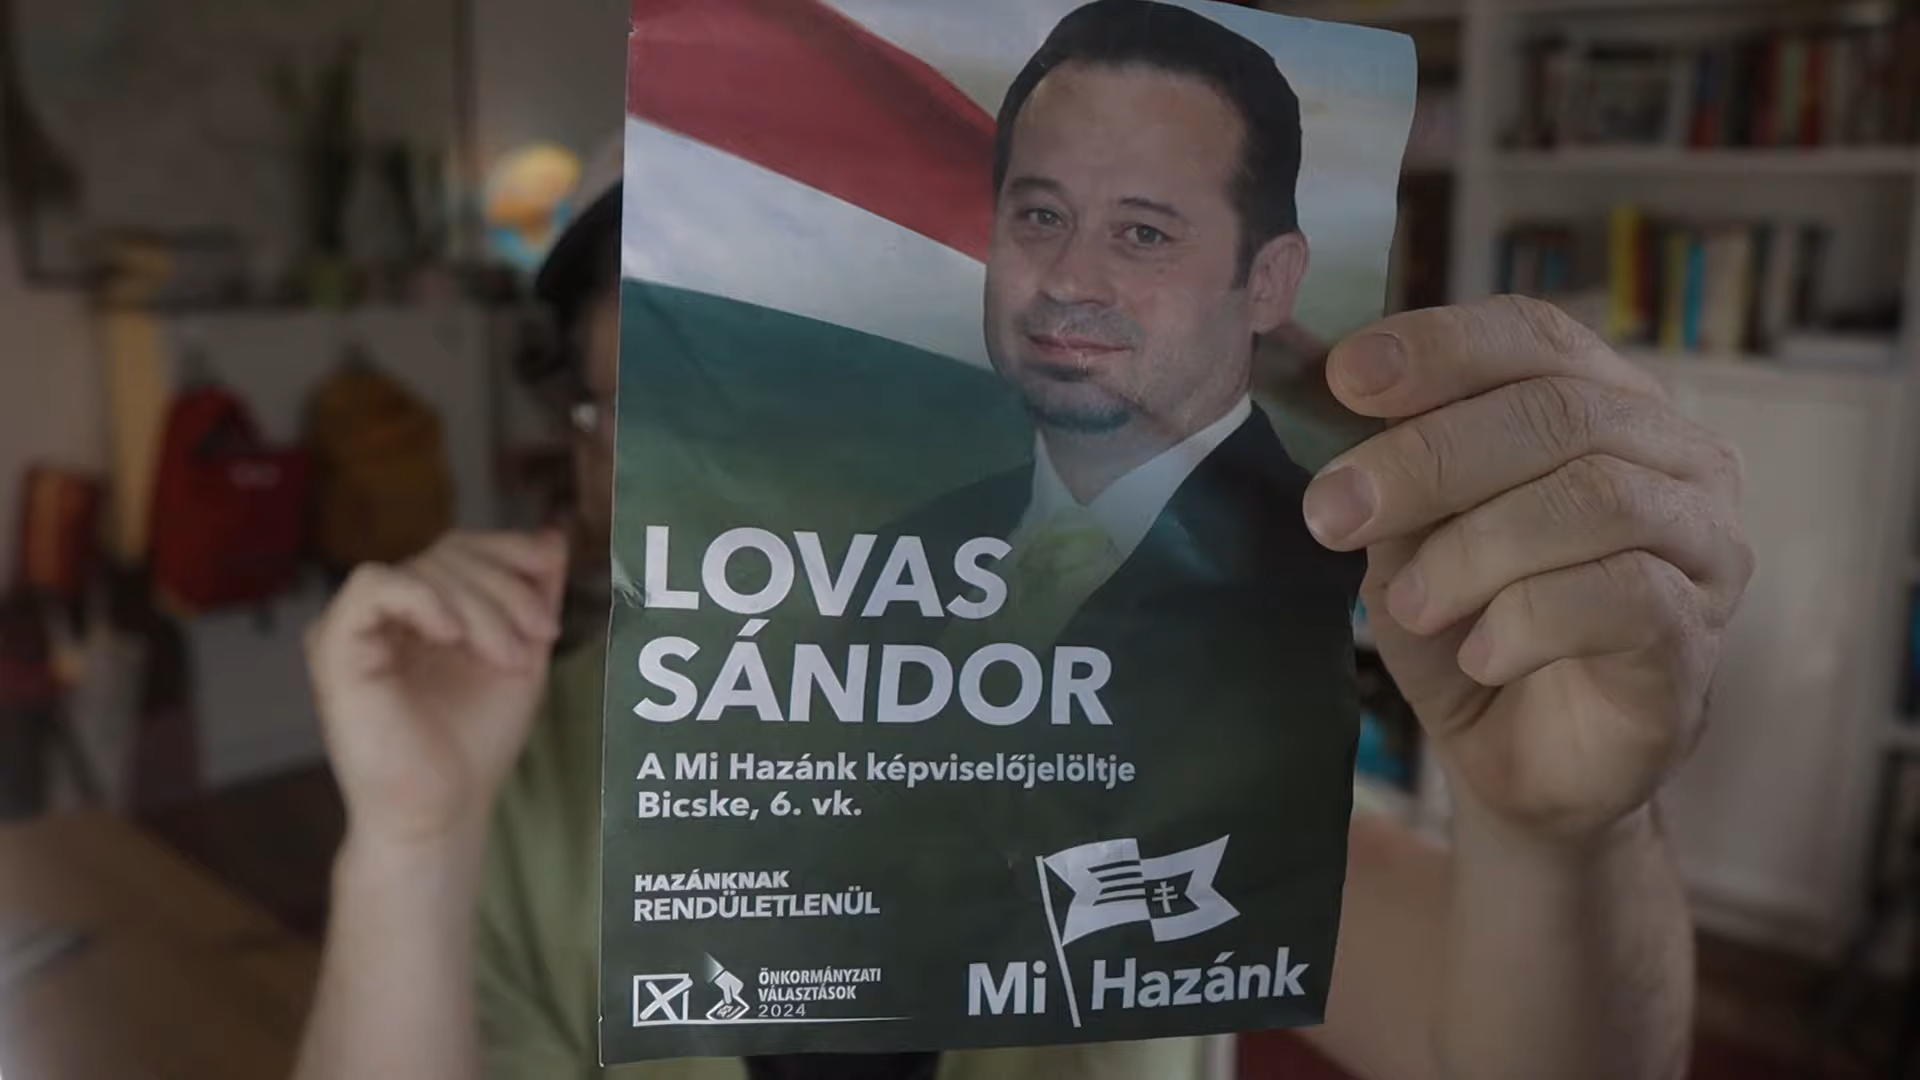 LOVAS
SÁNDOR
A Mi Hazánk képviselőjelöltje
Bicske, 6. vk.
HAZÁNKNAK
RENDÜLETLENÜL
ÖNKORMÁNYZATI
VÁLASZTÁSOK
2024
Mi Hazánk